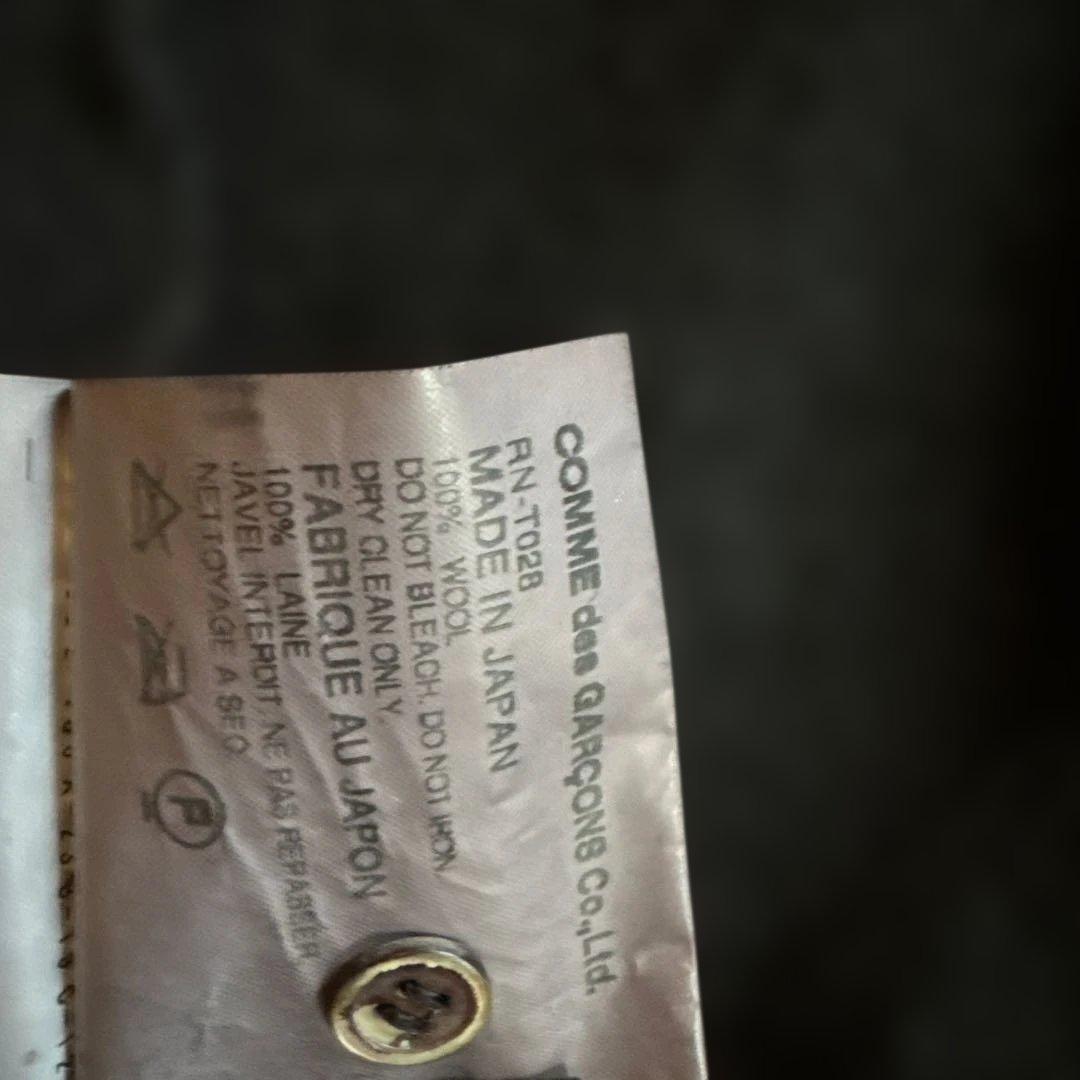 COMME des GARÇONS Co.,Ltd.
RN-T028
MADE IN JAPAN
100% WOOL
DO NOT BLEACH. DO NOT IRON.
DRY CLEAN ONLY.
FABRIQUE AU JAPON
100% LAINE
JAVEL INTERDIT. NE PAS REPASSER
NETTOYAGE A SEC
P